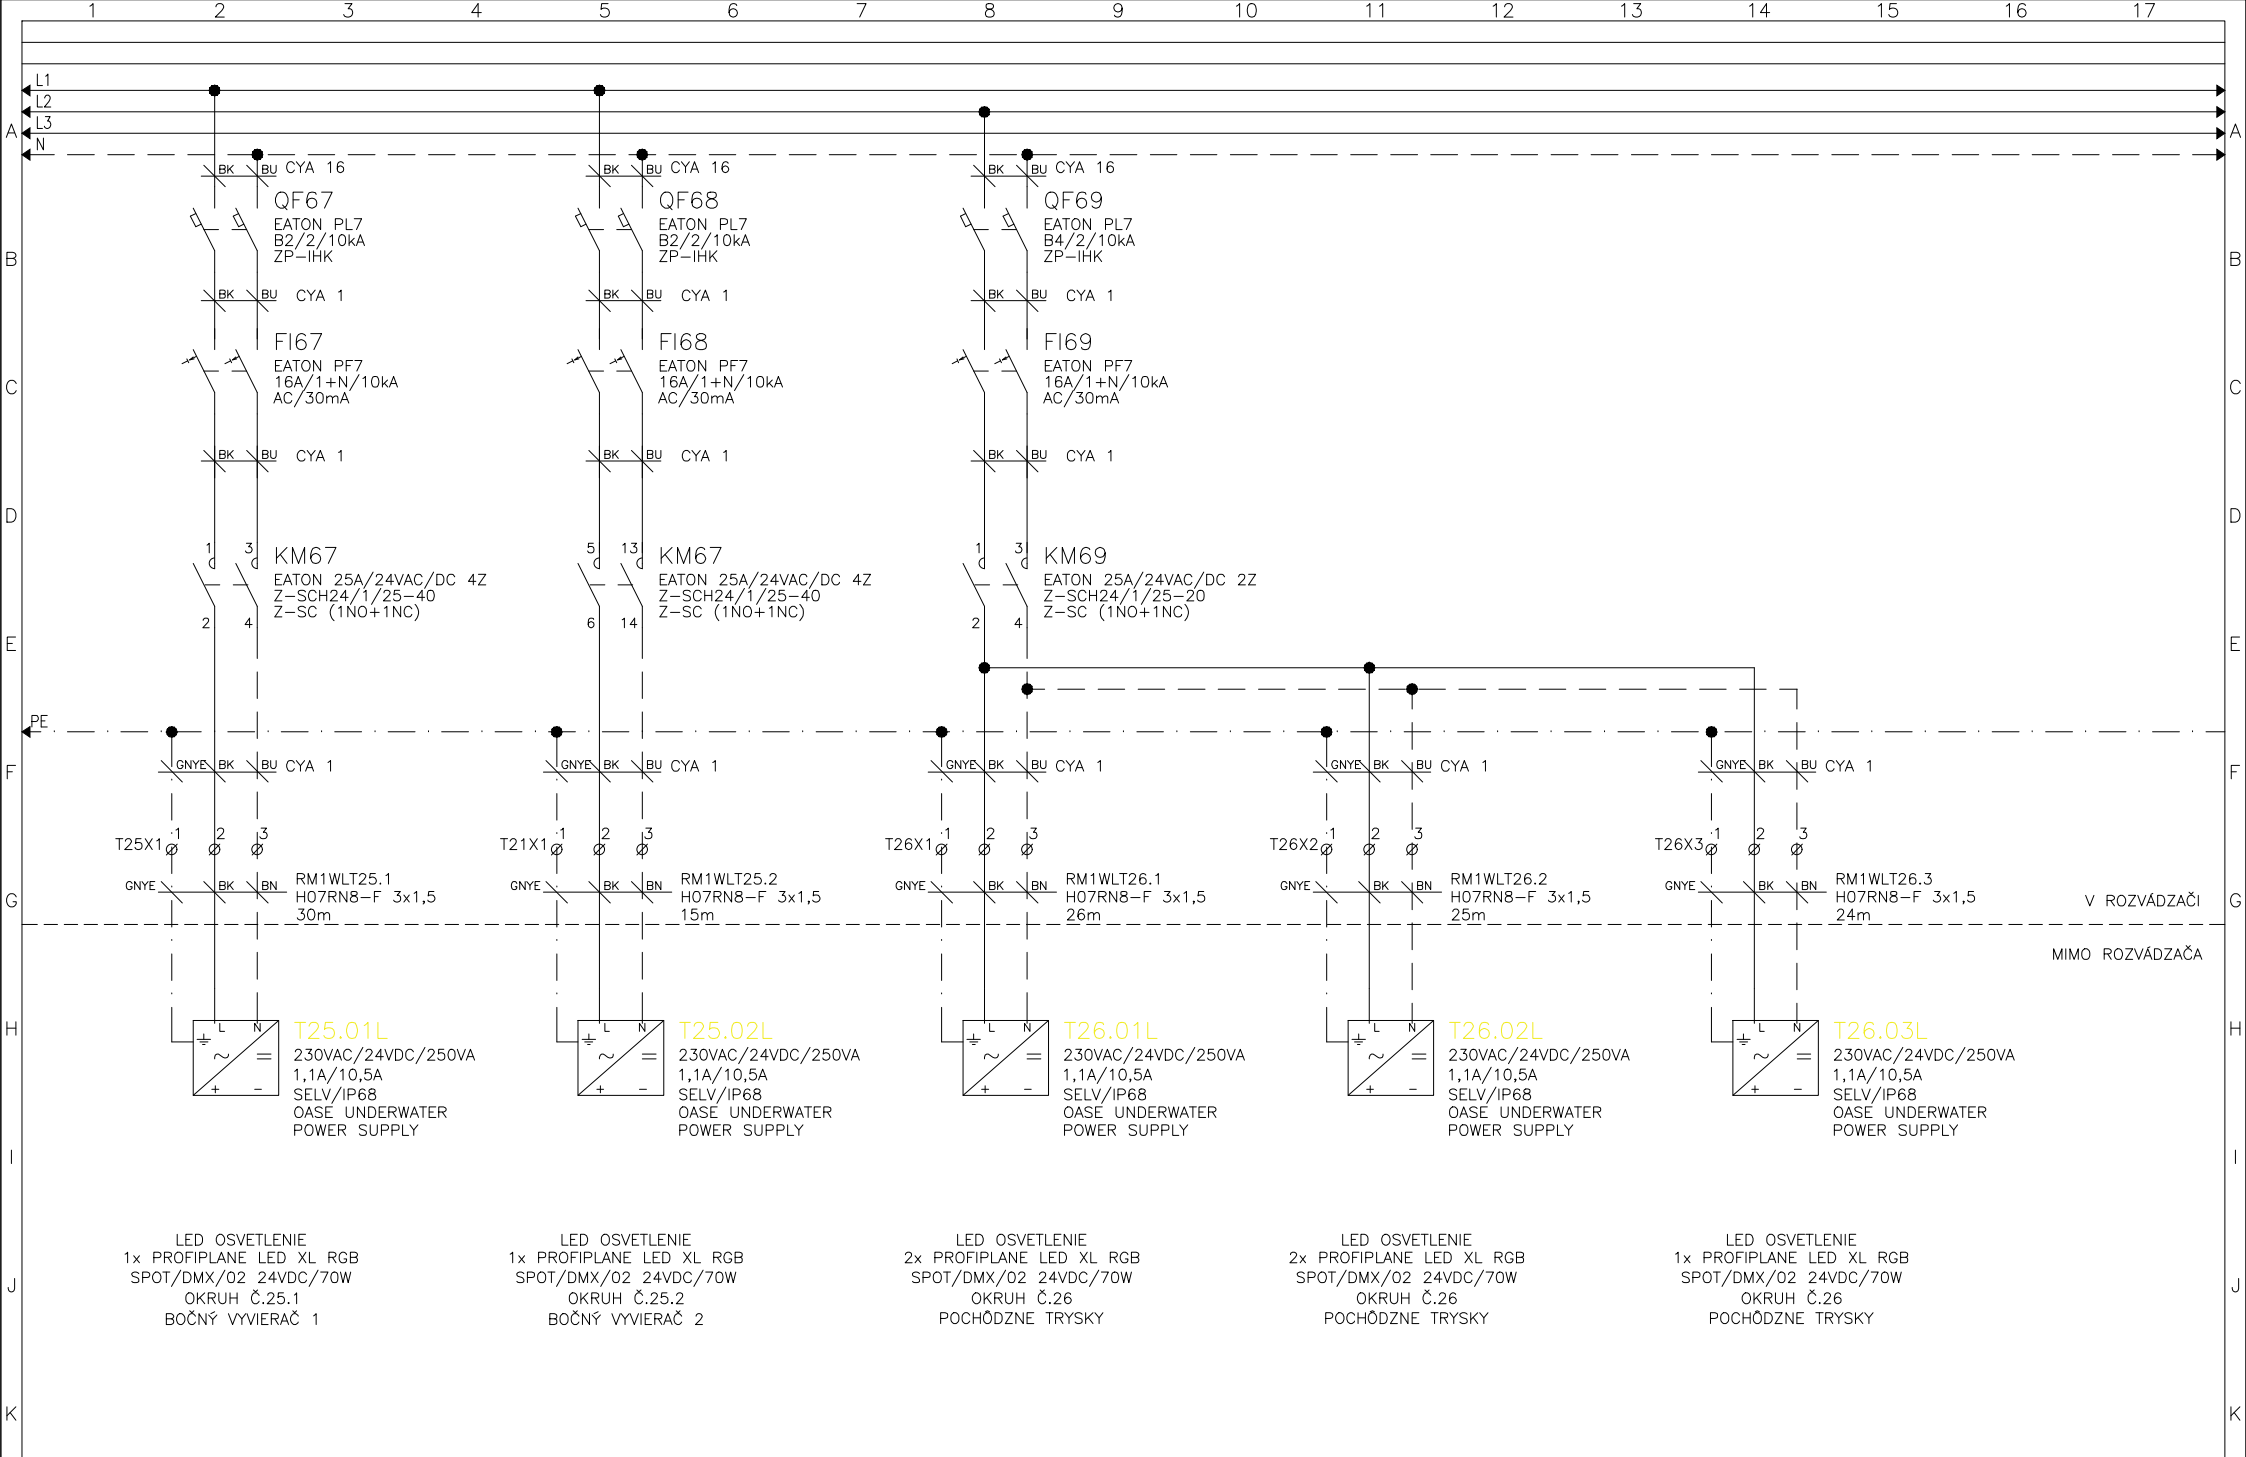 1 2 3 4 5 6 7 8 9 10 11 12 13 14 15 16 17
L1
L2
L3
N
A A
BK BU CYA 16
BK BU CYA 16
BK BU CYA 16
QF67
EATON PL7
B2/2/10kA
ZP-IHK
QF68
EATON PL7
B2/2/10kA
ZP-IHK
QF69
EATON PL7
B4/2/10kA
ZP-IHK
B B
BK BU CYA 1
BK BU CYA 1
BK BU CYA 1
FI67
EATON PF7
16A/1+N/10kA
AC/30mA
FI68
EATON PF7
16A/1+N/10kA
AC/30mA
FI69
EATON PF7
16A/1+N/10kA
AC/30mA
C C
BK BU CYA 1
BK BU CYA 1
BK BU CYA 1
D D
1 3 KM67
EATON 25A/24VAC/DC 4Z
Z-SCH24/1/25-40
Z-SC (1NO+1NC)
2 4
5 13 KM67
EATON 25A/24VAC/DC 4Z
Z-SCH24/1/25-40
Z-SC (1NO+1NC)
6 14
1 3 KM69
EATON 25A/24VAC/DC 2Z
Z-SCH24/1/25-20
Z-SC (1NO+1NC)
2 4
E E
PE
GNYE BK BU CYA 1
GNYE BK BU CYA 1
GNYE BK BU CYA 1
GNYE BK BU CYA 1
GNYE BK BU CYA 1
F F
T25X1 1 2 3
T21X1 1 2 3
T26X1 1 2 3
T26X2 1 2 3
T26X3 1 2 3
GNYE BK BN
RM1WLT25.1
H07RN8-F 3x1,5
30m
GNYE BK BN
RM1WLT25.2
H07RN8-F 3x1,5
15m
GNYE BK BN
RM1WLT26.1
H07RN8-F 3x1,5
26m
GNYE BK BN
RM1WLT26.2
H07RN8-F 3x1,5
25m
GNYE BK BN
RM1WLT26.3
H07RN8-F 3x1,5
24m
G G
V ROZVÁDZAČI
MIMO ROZVÁDZAČA
H H
L N
+ -
T25.01L
230VAC/24VDC/250VA
1,1A/10,5A
SELV/IP68
OASE UNDERWATER
POWER SUPPLY
L N
+ -
T25.02L
230VAC/24VDC/250VA
1,1A/10,5A
SELV/IP68
OASE UNDERWATER
POWER SUPPLY
L N
+ -
T26.01L
230VAC/24VDC/250VA
1,1A/10,5A
SELV/IP68
OASE UNDERWATER
POWER SUPPLY
L N
+ -
T26.02L
230VAC/24VDC/250VA
1,1A/10,5A
SELV/IP68
OASE UNDERWATER
POWER SUPPLY
L N
+ -
T26.03L
230VAC/24VDC/250VA
1,1A/10,5A
SELV/IP68
OASE UNDERWATER
POWER SUPPLY
I I
LED OSVETLENIE
1x PROFIPLANE LED XL RGB
SPOT/DMX/02 24VDC/70W
OKRUH Č.25.1
BOČNÝ VYVIERAČ 1
LED OSVETLENIE
1x PROFIPLANE LED XL RGB
SPOT/DMX/02 24VDC/70W
OKRUH Č.25.2
BOČNÝ VYVIERAČ 2
LED OSVETLENIE
2x PROFIPLANE LED XL RGB
SPOT/DMX/02 24VDC/70W
OKRUH Č.26
POCHÔDZNE TRYSKY
LED OSVETLENIE
2x PROFIPLANE LED XL RGB
SPOT/DMX/02 24VDC/70W
OKRUH Č.26
POCHÔDZNE TRYSKY
LED OSVETLENIE
1x PROFIPLANE LED XL RGB
SPOT/DMX/02 24VDC/70W
OKRUH Č.26
POCHÔDZNE TRYSKY
J J
K K